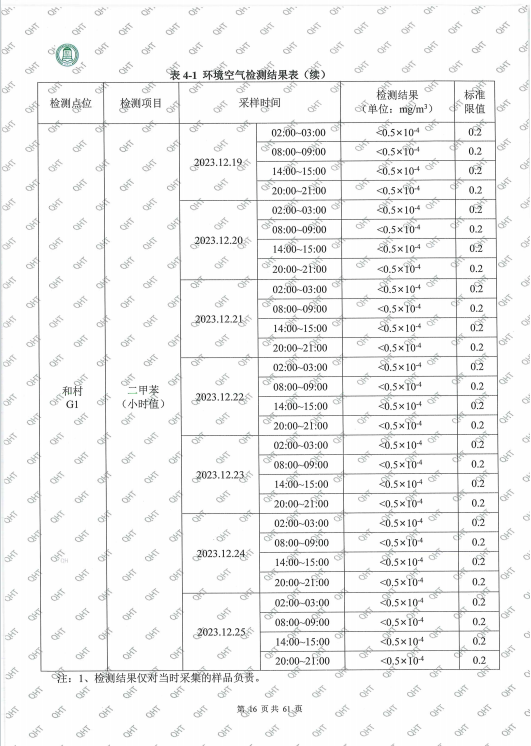 表 4-1 环境空气检测结果表（续）
检测点位 检测项目 采样时间 检测结果（单位：mg/m³） 标准限值
和村 G1 二甲苯（小时值）
2023.12.19 02:00~03:00 <0.5×10⁻⁴ 0.2
08:00~09:00 <0.5×10⁻⁴ 0.2
14:00~15:00 <0.5×10⁻⁴ 0.2
20:00~21:00 <0.5×10⁻⁴ 0.2
2023.12.20 02:00~03:00 <0.5×10⁻⁴ 0.2
08:00~09:00 <0.5×10⁻⁴ 0.2
14:00~15:00 <0.5×10⁻⁴ 0.2
20:00~21:00 <0.5×10⁻⁴ 0.2
2023.12.21 02:00~03:00 <0.5×10⁻⁴ 0.2
08:00~09:00 <0.5×10⁻⁴ 0.2
14:00~15:00 <0.5×10⁻⁴ 0.2
20:00~21:00 <0.5×10⁻⁴ 0.2
2023.12.22 02:00~03:00 <0.5×10⁻⁴ 0.2
08:00~09:00 <0.5×10⁻⁴ 0.2
14:00~15:00 <0.5×10⁻⁴ 0.2
20:00~21:00 <0.5×10⁻⁴ 0.2
2023.12.23 02:00~03:00 <0.5×10⁻⁴ 0.2
08:00~09:00 <0.5×10⁻⁴ 0.2
14:00~15:00 <0.5×10⁻⁴ 0.2
20:00~21:00 <0.5×10⁻⁴ 0.2
2023.12.24 02:00~03:00 <0.5×10⁻⁴ 0.2
08:00~09:00 <0.5×10⁻⁴ 0.2
14:00~15:00 <0.5×10⁻⁴ 0.2
20:00~21:00 <0.5×10⁻⁴ 0.2
2023.12.25 02:00~03:00 <0.5×10⁻⁴ 0.2
08:00~09:00 <0.5×10⁻⁴ 0.2
14:00~15:00 <0.5×10⁻⁴ 0.2
20:00~21:00 <0.5×10⁻⁴ 0.2
注：1、检测结果仅对当时采集的样品负责。
第 16 页 共 61 页
QHT